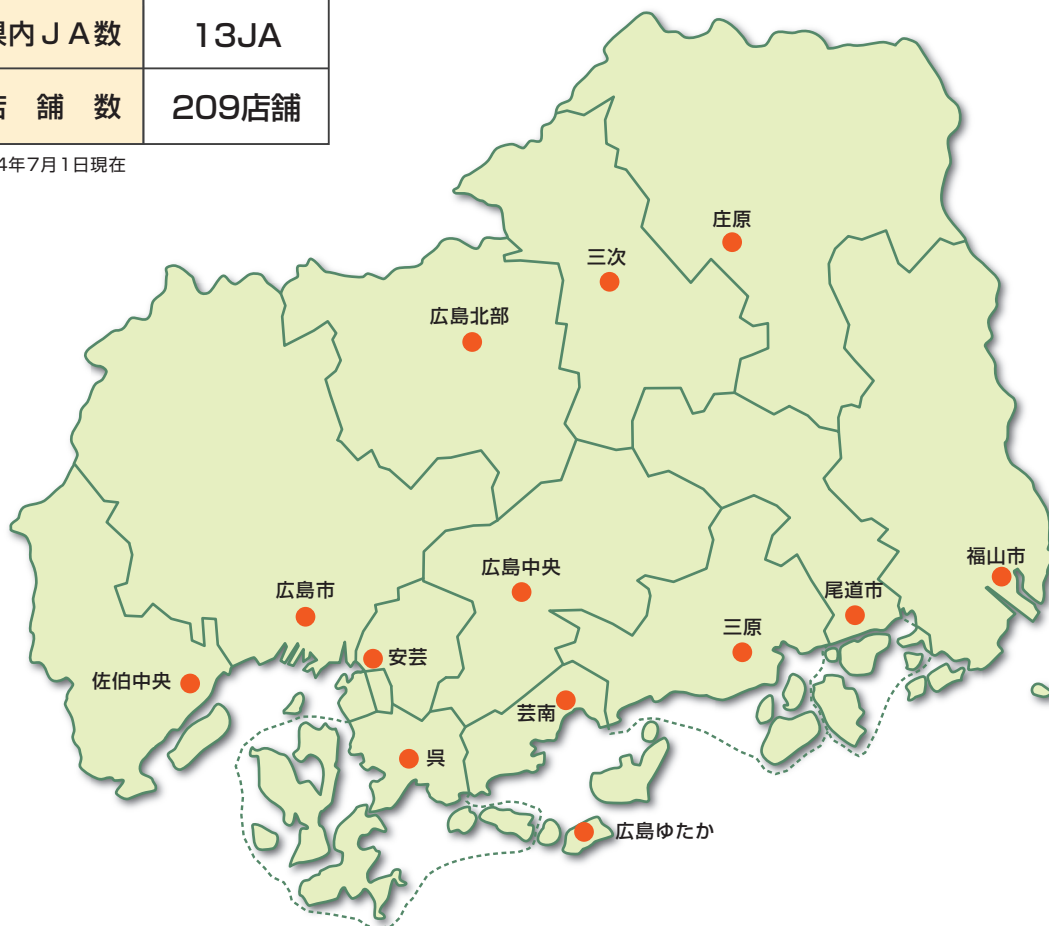 県内ＪＡ数 13JA
店舗数 209店舗
4年7月1日現在
庄原
三次
広島北部
福山市
広島中央
尾道市
広島市
三原
安芸
佐伯中央
芸南
呉
広島ゆたか